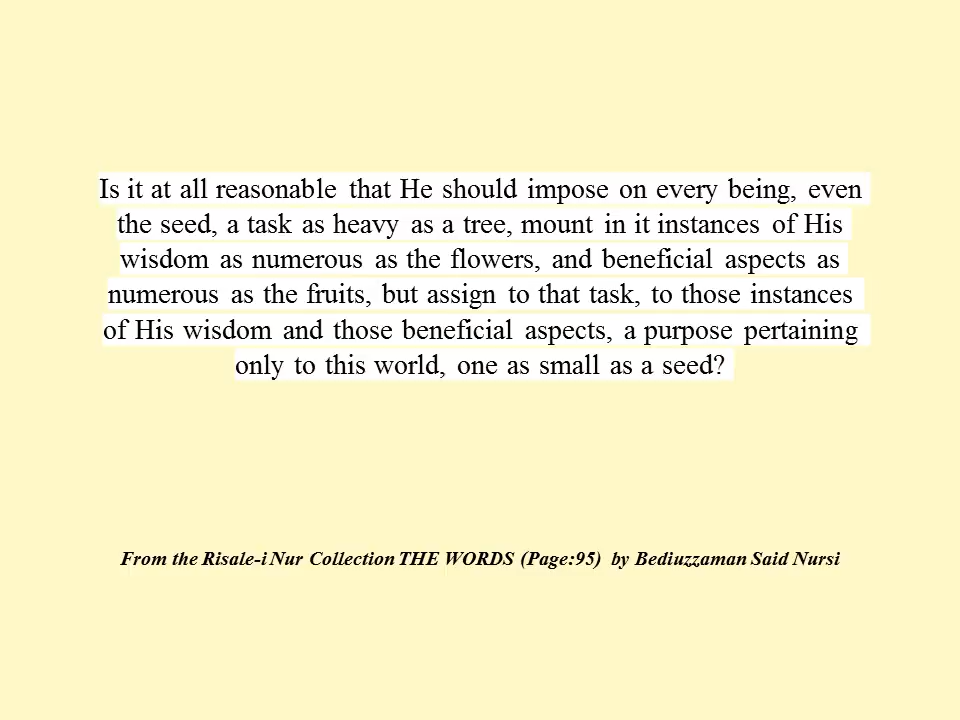 Is it at all reasonable that He should impose on every being, even
the seed, a task as heavy as a tree, mount in it instances of His
wisdom as numerous as the flowers, and beneficial aspects as
numerous as the fruits, but assign to that task, to those instances
of His wisdom and those beneficial aspects, a purpose pertaining
only to this world, one as small as a seed?
From the Risale-i Nur Collection THE WORDS (Page:95) by Bediuzzaman Said Nursi